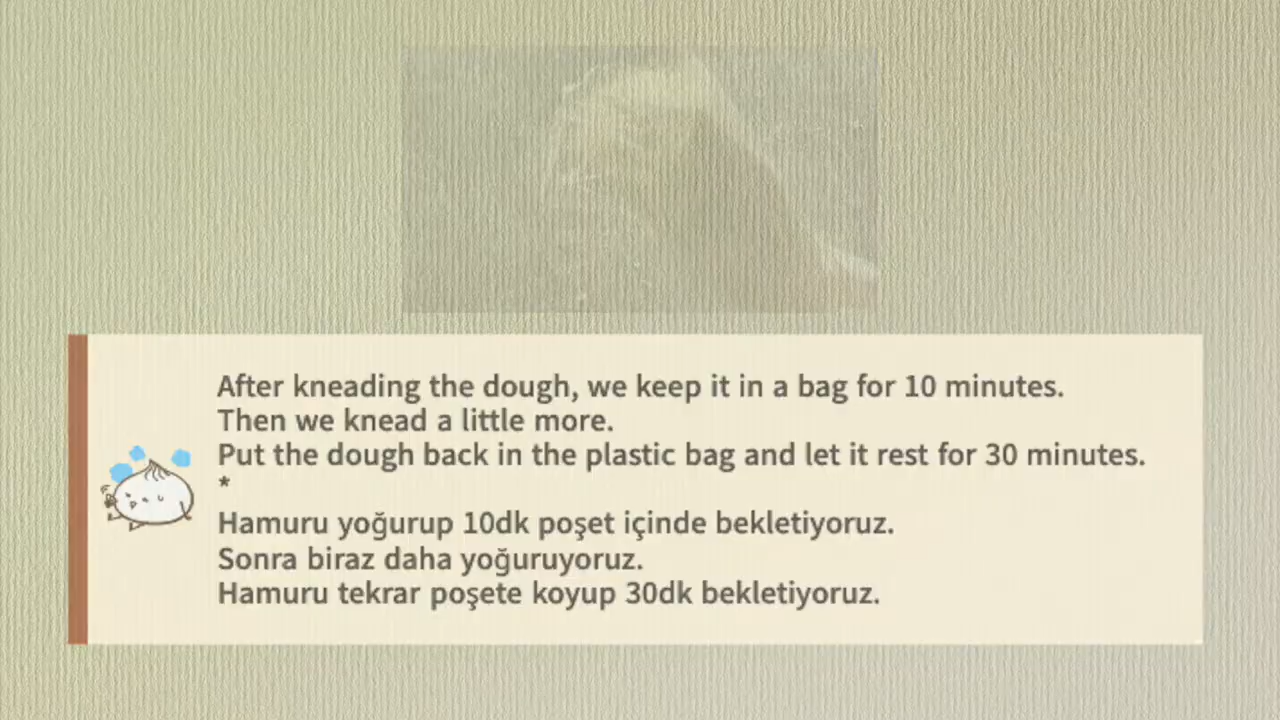 After kneading the dough, we keep it in a bag for 10 minutes.
Then we knead a little more.
Put the dough back in the plastic bag and let it rest for 30 minutes.
*
Hamuru yoğurup 10dk poşet içinde bekletiyoruz.
Sonra biraz daha yoğuruyoruz.
Hamuru tekrar poşete koyup 30dk bekletiyoruz.